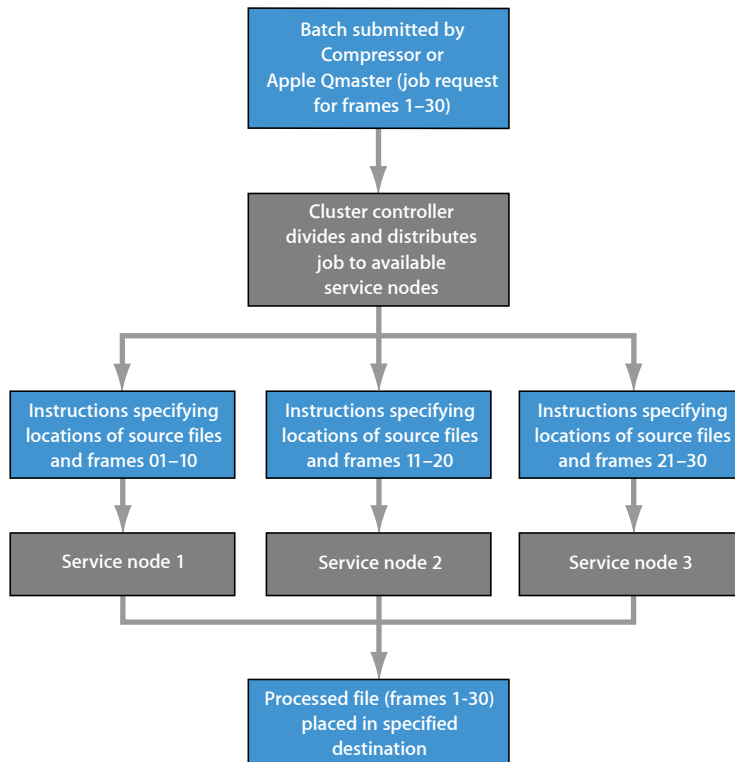 Batch submitted by
Compressor or
Apple Qmaster (job request
for frames 1–30)
Cluster controller
divides and distributes
job to available
service nodes
Instructions specifying
locations of source files
and frames 01–10
Instructions specifying
locations of source files
and frames 11–20
Instructions specifying
locations of source files
and frames 21–30
Service node 1
Service node 2
Service node 3
Processed file (frames 1-30)
placed in specified
destination